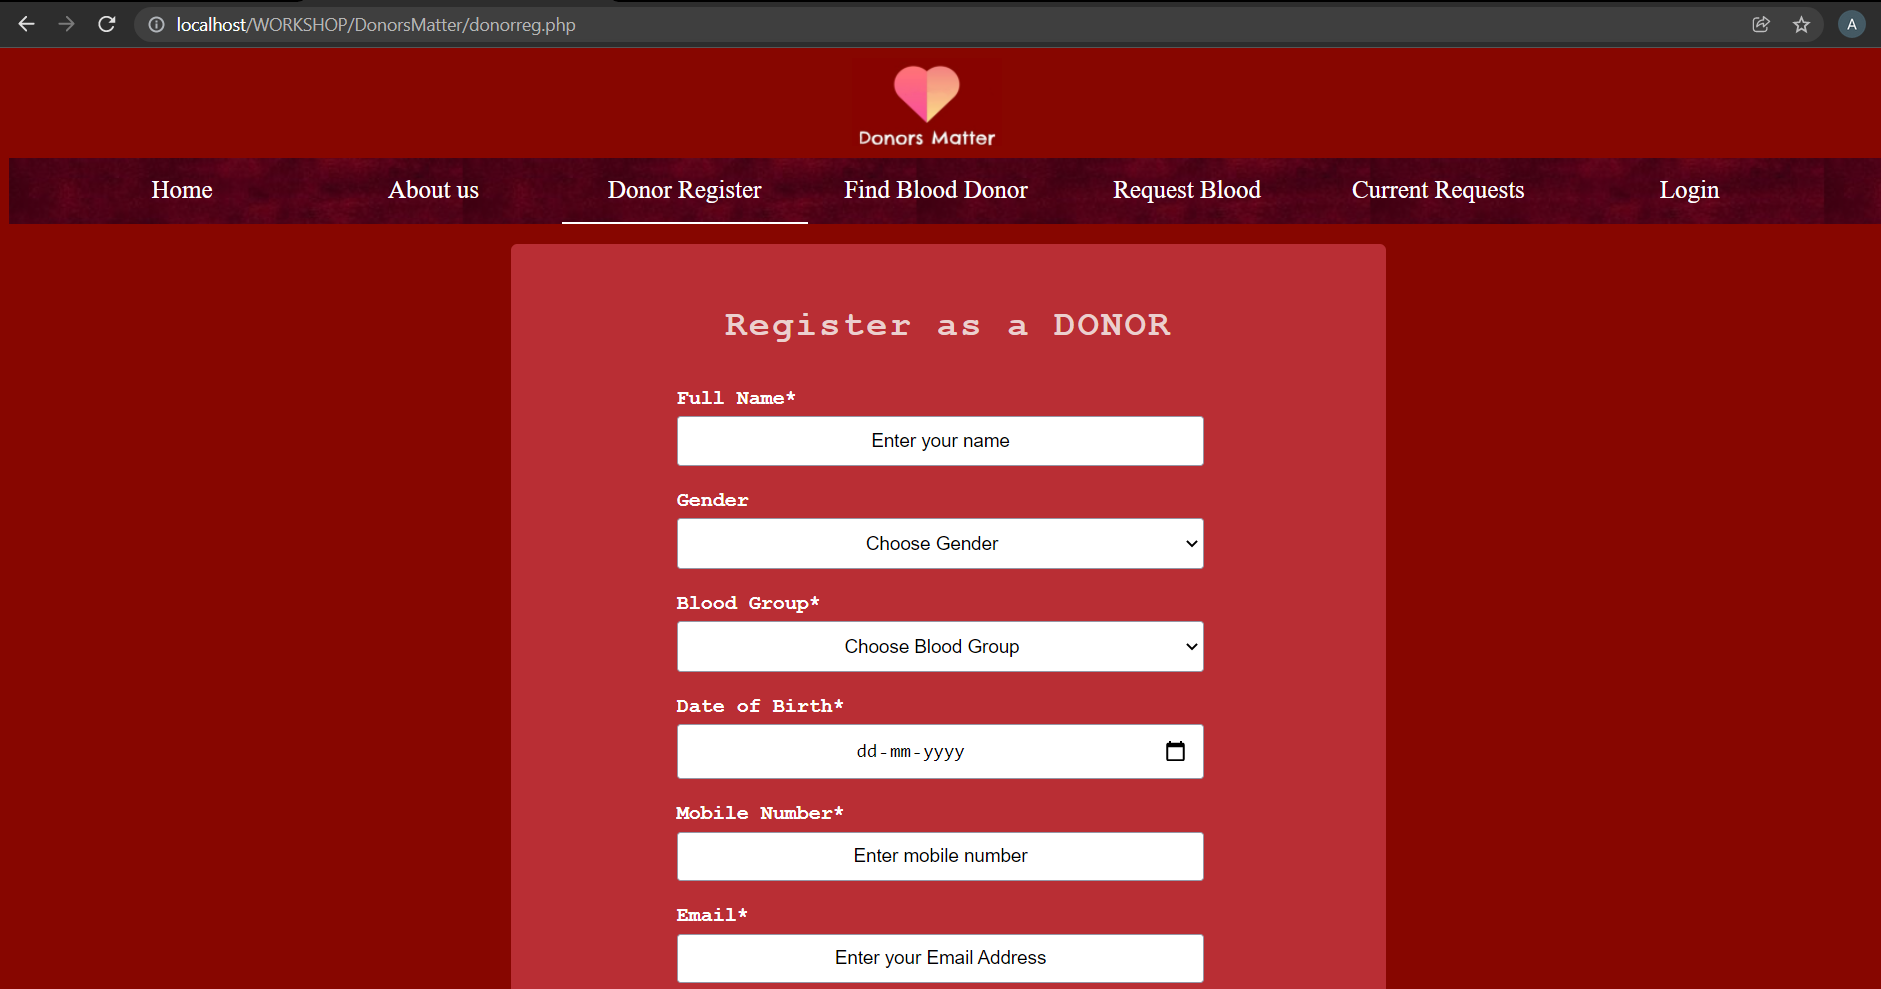 localhost/WORKSHOP/DonorsMatter/donorreg.php
A
Donors Matter
Home About us Donor Register Find Blood Donor Request Blood Current Requests Login
Register as a DONOR
Full Name*
Enter your name
Gender
Choose Gender
Blood Group*
Choose Blood Group
Date of Birth*
dd-mm-yyyy
Mobile Number*
Enter mobile number
Email*
Enter your Email Address